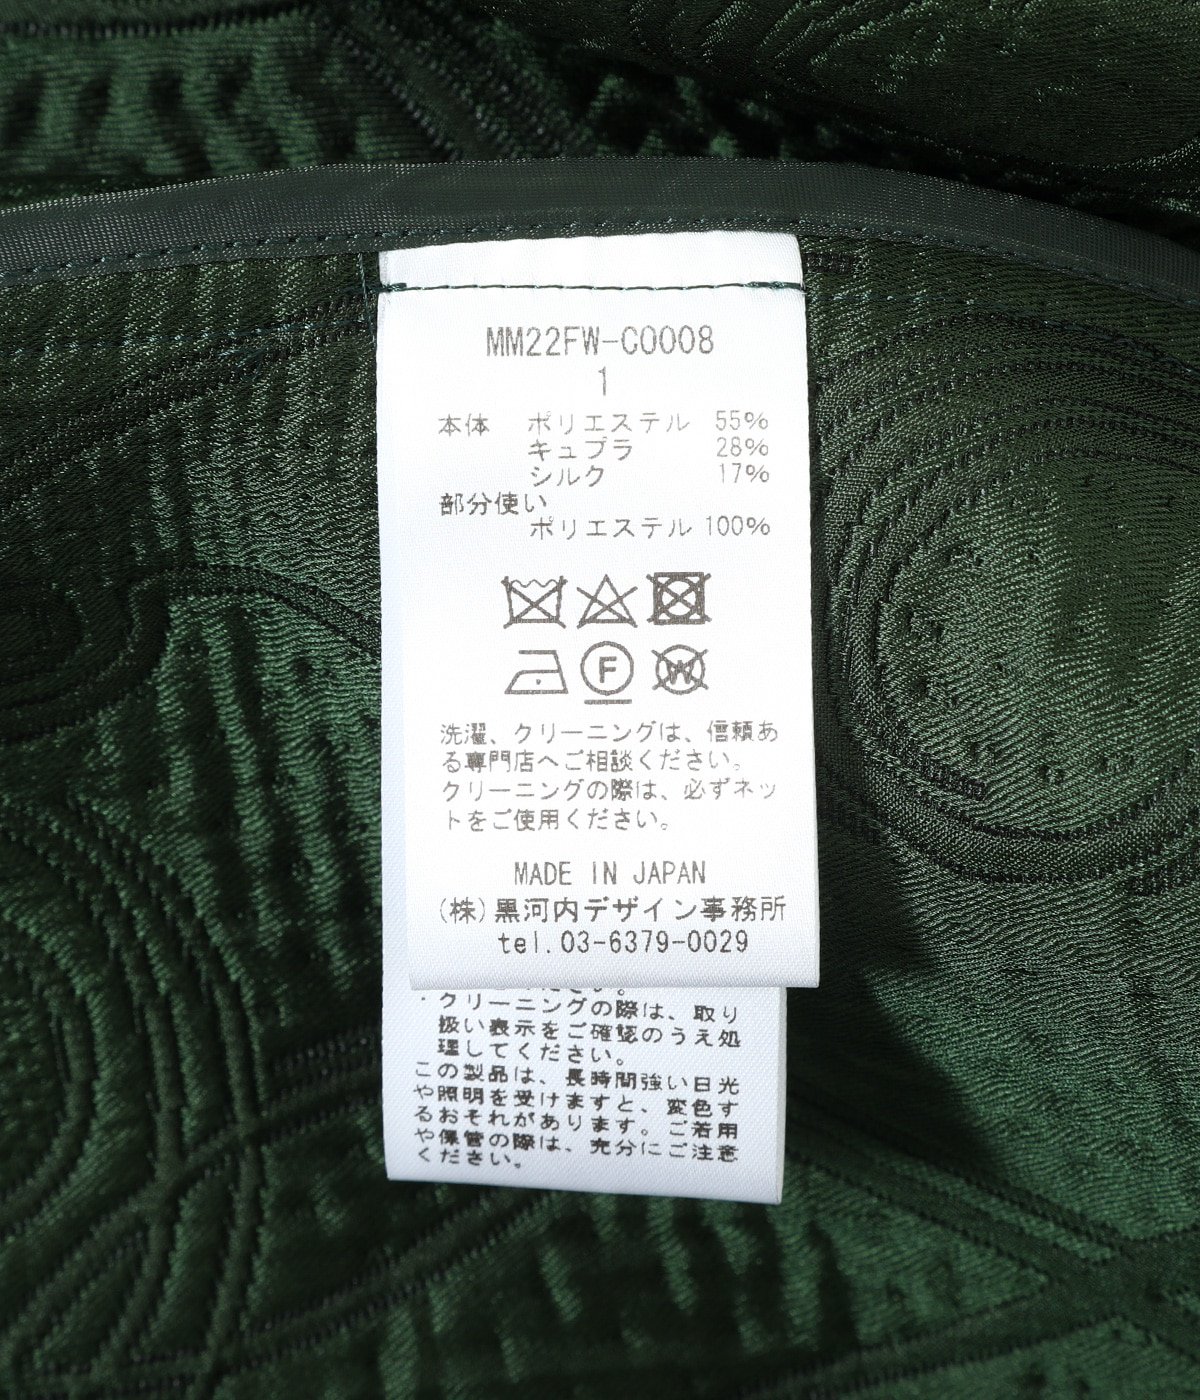 MM22FW-CO008
1
本体 ポリエステル 55%
キュプラ 28%
シルク 17%
部分使い
ポリエステル 100%
F W
洗濯、クリーニングは、信頼あ
る専門店へご相談ください。
クリーニングの際は、必ずネッ
トをご使用ください。
MADE IN JAPAN
(株)黒河内デザイン事務所
tel.03-6379-0029
・クリーニングの際は、取り
扱い表示をご確認のうえ処
理してください。
この製品は、長時間強い日光
や照明を受けますと、変色す
るおそれがあります。ご着用
や保管の際は、充分にご注意
ください。